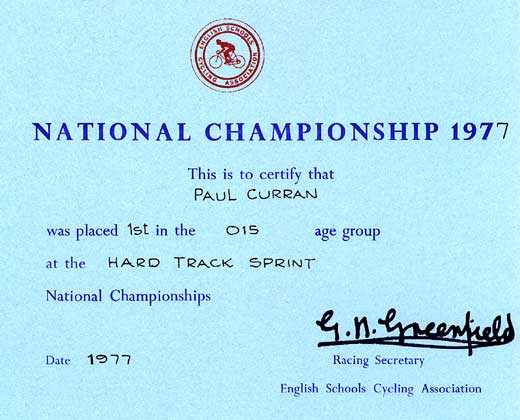 ENGLISH SCHOOLS
CYCLING ASSOCIATION
NATIONAL CHAMPIONSHIP 1977
This is to certify that
PAUL CURRAN
was placed 1st in the O15 age group
at the HARD TRACK SPRINT
National Championships
G. N. Greenfield
Date 1977 Racing Secretary
English Schools Cycling Association